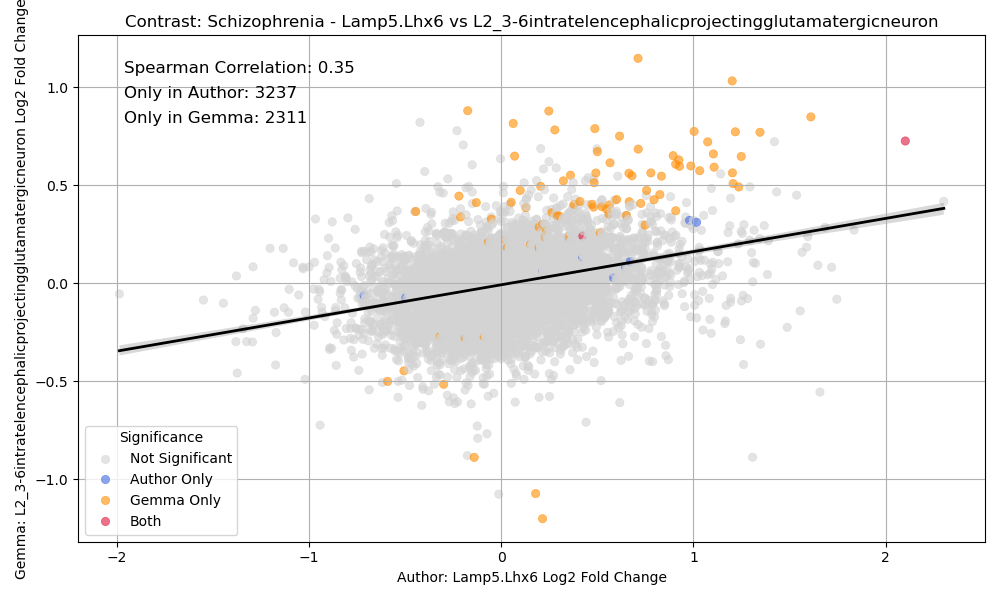 Contrast: Schizophrenia - Lamp5.Lhx6 vs L2_3-6intratelencephalicprojectingglutamatergicneuron
Gemma: L2_3-6intratelencephalicprojectingglutamatergicneuron Log2 Fold Change
Spearman Correlation: 0.35
Only in Author: 3237
Only in Gemma: 2311
1.0
0.5
0.0
−0.5
−1.0
Significance
Not Significant
Author Only
Gemma Only
Both
−2
−1
0
1
2
Author: Lamp5.Lhx6 Log2 Fold Change